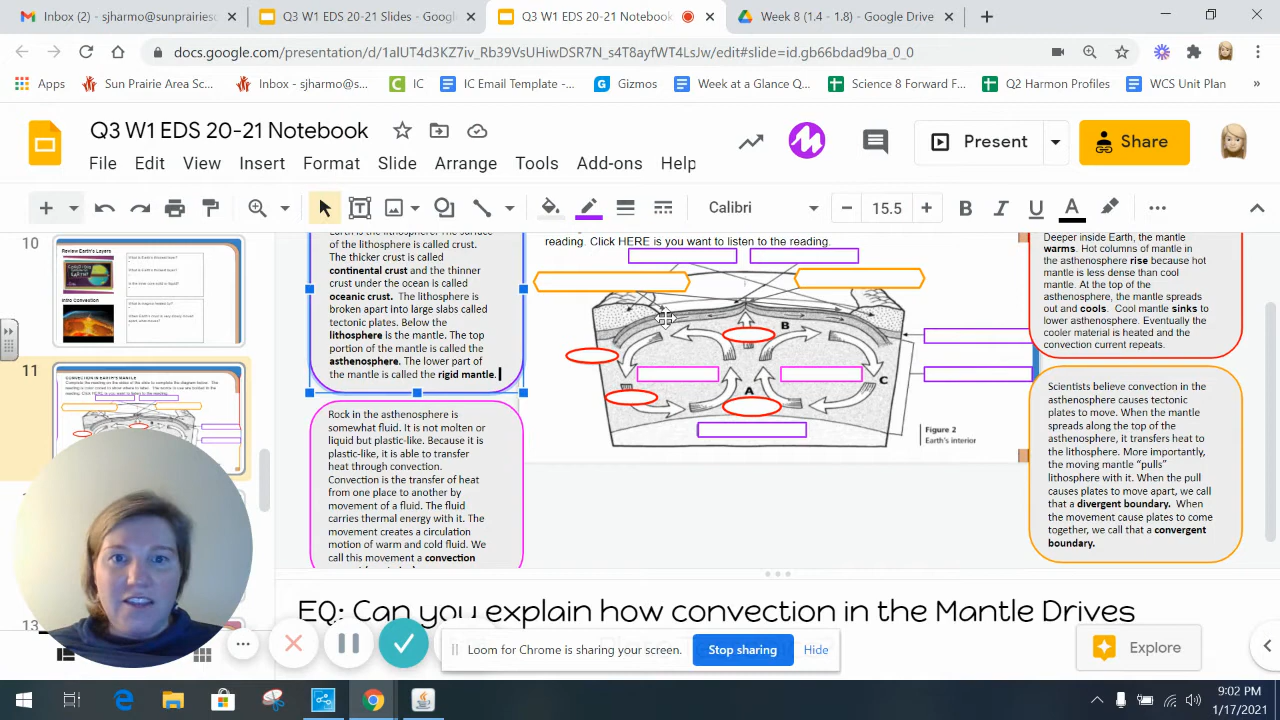 Inbox (2) - sjharmo@sunprairiesc
Q3 W1 EDS 20-21 Slides - Googl
Q3 W1 EDS 20-21 Notebook
Week 8 (1.4 - 1.8) - Google Drive
docs.google.com/presentation/d/1alUT4d3KZ7iv_Rb39VsUHiwDSR7N_s4T8ayfWT4LsJw/edit#slide=id.gb66bdad9ba_0_0
Apps
Sun Prairie Area Sc...
Inbox - sjharmo@s...
IC
IC Email Template -...
Gizmos
Week at a Glance Q...
Science 8 Forward F...
Q2 Harmon Profiles
WCS Unit Plan
»
Q3 W1 EDS 20-21 Notebook
Present
Share
File Edit View Insert Format Slide Arrange Tools Add-ons Help
Calibri
15.5
B I U A
10
Review Earth's Layers
Intro Convection
11
CONVECTION IN EARTH'S MANTLE
13
of the lithosphere is called crust.
The thicker crust is called
continental crust and the thinner
crust under the ocean is called
oceanic crust. The lithosphere is
broken apart into large slabs called
tectonic plates. Below the
lithosphere is the mantle. The top
portion of the mantle is called the
asthenosphere. The lower part of
the mantle is called the rigid mantle.
Rock in the asthenosphere is
somewhat fluid. It is not molten or
liquid but plastic-like. Because it is
plastic-like, it is able to transfer
heat through convection.
Convection is the transfer of heat
from one place to another by
movement of a fluid. The fluid
carries thermal energy with it. The
movement creates a circulation
motion of warm and cold fluid. We
call this movement a convection
reading. Click HERE is you want to listen to the reading.
B
A
C
Figure 2
Earth's interior
Deeper inside Earth, the mantle
warms. Hot columns of mantle in
the asthenosphere rise because hot
mantle is less dense than cool
mantle. At the top of the
asthenosphere, the mantle spreads
out and cools. Cool mantle sinks to
lower asthenosphere. Eventually the
cooler material is heated and the
convection current repeats.
Scientists believe convection in the
asthenosphere causes tectonic
plates to move. When the mantle
spreads along the top of the
asthenosphere, it transfers heat to
the lithosphere. More importantly,
the moving mantle "pulls"
lithosphere with it. When the pull
causes plates to move apart, we call
that a divergent boundary. When
the movement cause plates to come
together, we call that a convergent
boundary.
EQ: Can you explain how convection in the Mantle Drives
Loom for Chrome is sharing your screen.
Stop sharing
Hide
Explore
9:02 PM
1/17/2021